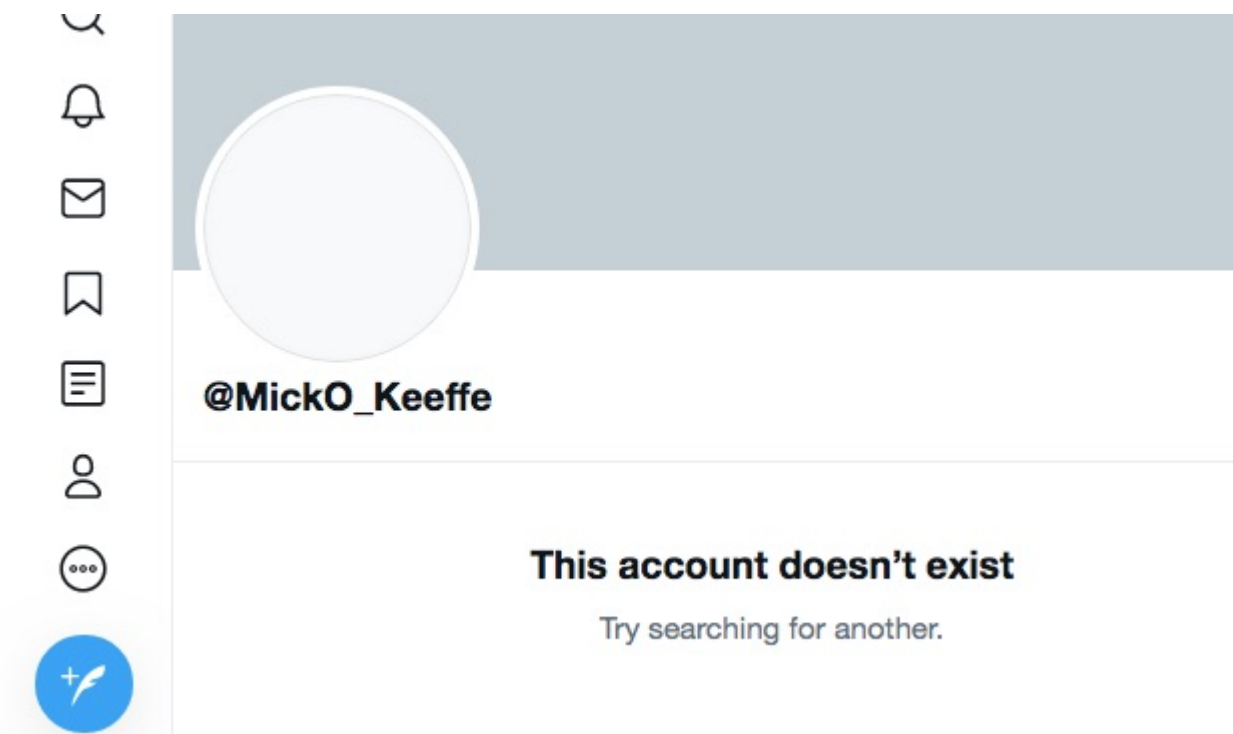 @MickO_Keeffe
This account doesn’t exist
Try searching for another.